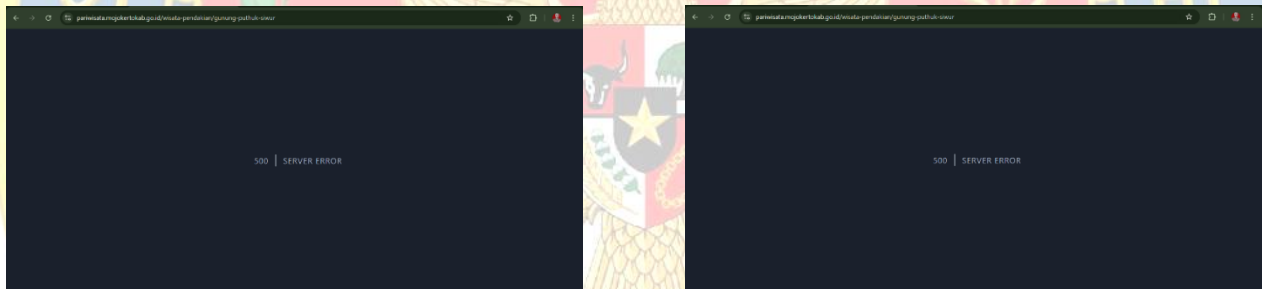 pariwisata.mojokertokab.go.id/wisata-pendakian/gunung-puthuk-siwur
500 | SERVER ERROR
pariwisata.mojokertokab.go.id/wisata-pendakian/gunung-puthuk-siwur
500 | SERVER ERROR